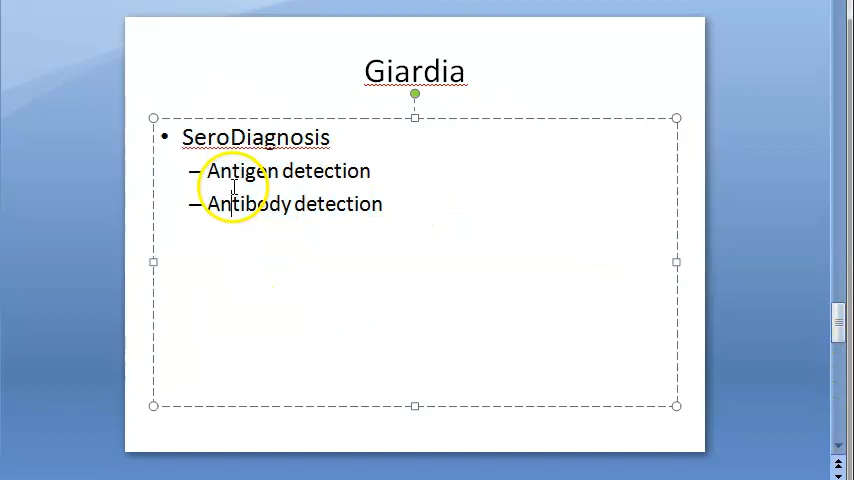 Giardia
• SeroDiagnosis
– Antigen detection
– Antibody detection